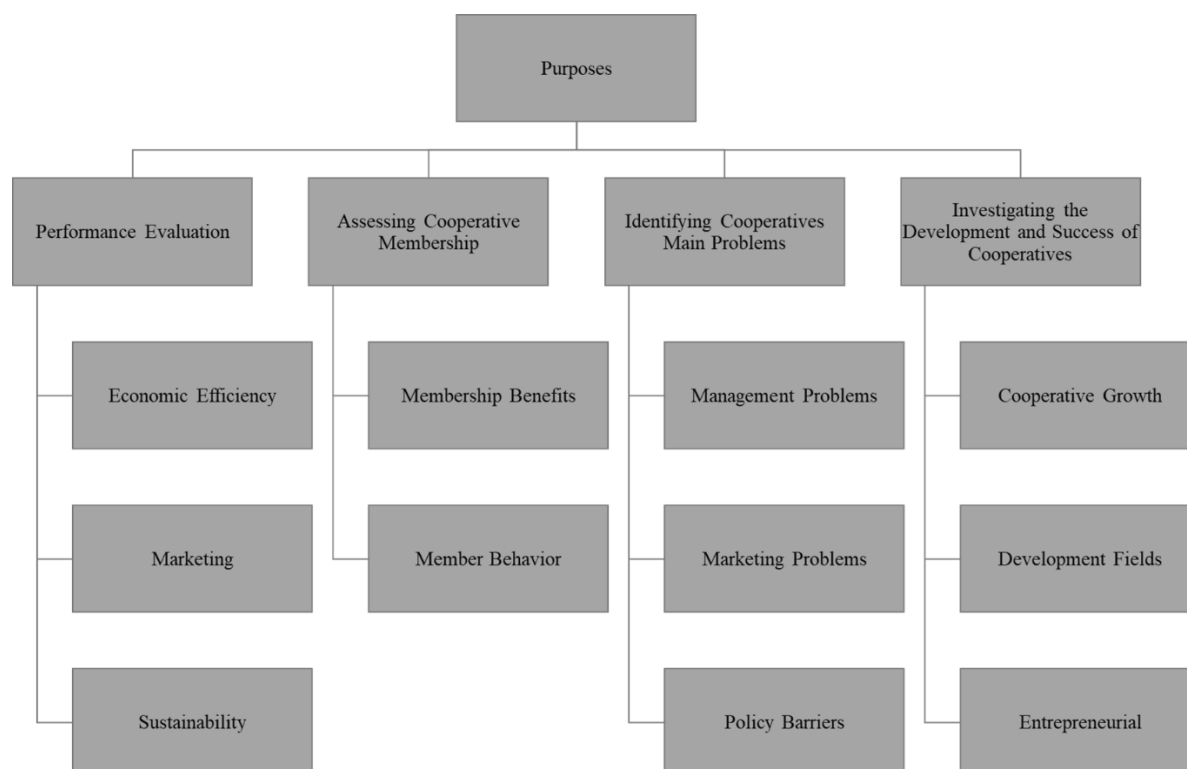 Purposes
Performance Evaluation
Assessing Cooperative
Membership
Identifying Cooperatives
Main Problems
Investigating the
Development and Success of
Cooperatives
Economic Efficiency
Membership Benefits
Management Problems
Cooperative Growth
Marketing
Member Behavior
Marketing Problems
Development Fields
Sustainability
Policy Barriers
Entrepreneurial